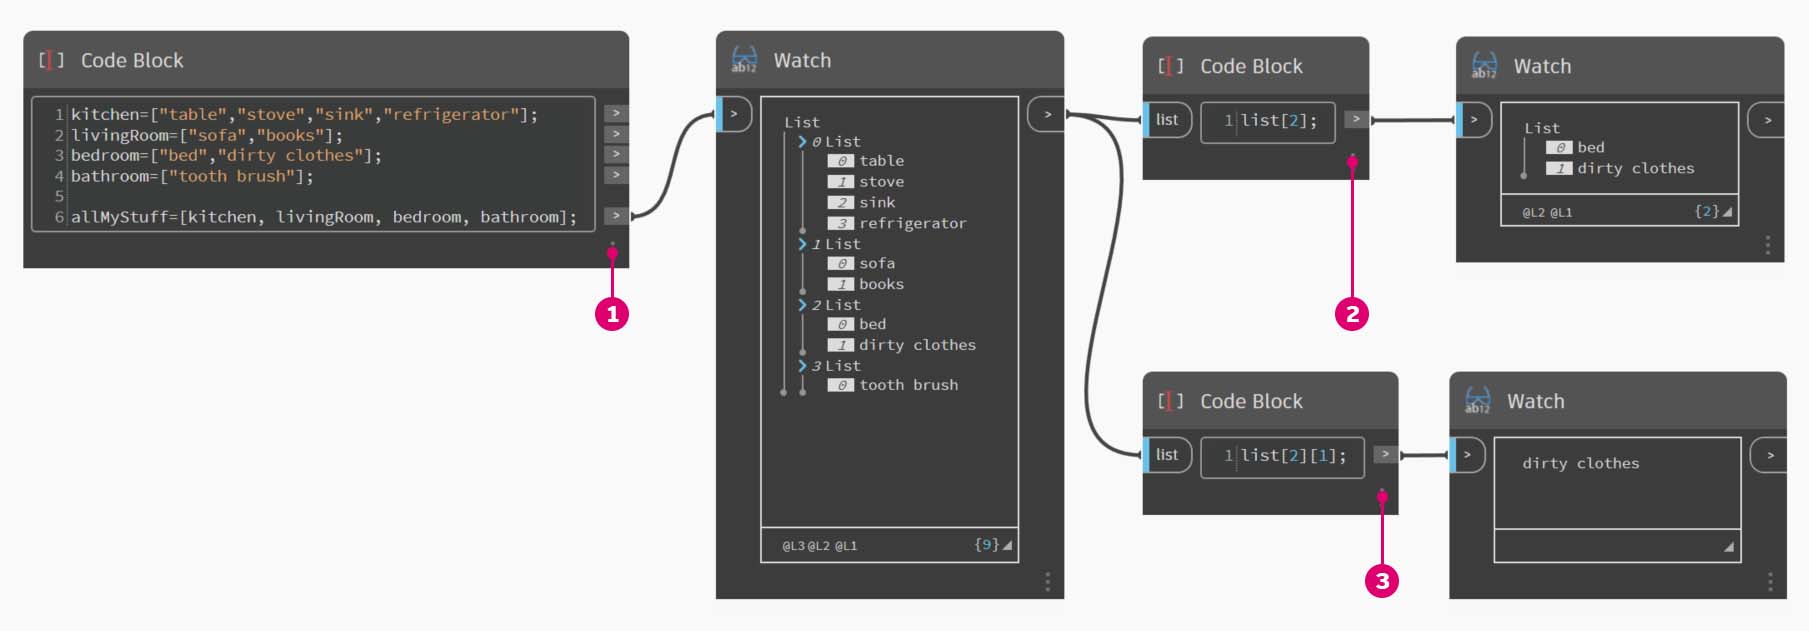 [I] Code Block
1 kitchen=["table","stove","sink","refrigerator"];
2 livingRoom=["sofa","books"];
3 bedroom=["bed","dirty clothes"];
4 bathroom=["tooth brush"];
5
6 allMyStuff=[kitchen, livingRoom, bedroom, bathroom];
>
>
>
>
>
1
ab12 Watch
>
>
List
0 List
0 table
1 stove
2 sink
3 refrigerator
1 List
0 sofa
1 books
2 List
0 bed
1 dirty clothes
3 List
0 tooth brush
@L3 @L2 @L1 {9}
[I] Code Block
list 1 list[2]; >
2
ab12 Watch
>
>
List
0 bed
1 dirty clothes
@L2 @L1 {2}
[I] Code Block
list 1 list[2][1]; >
3
ab12 Watch
>
>
dirty clothes